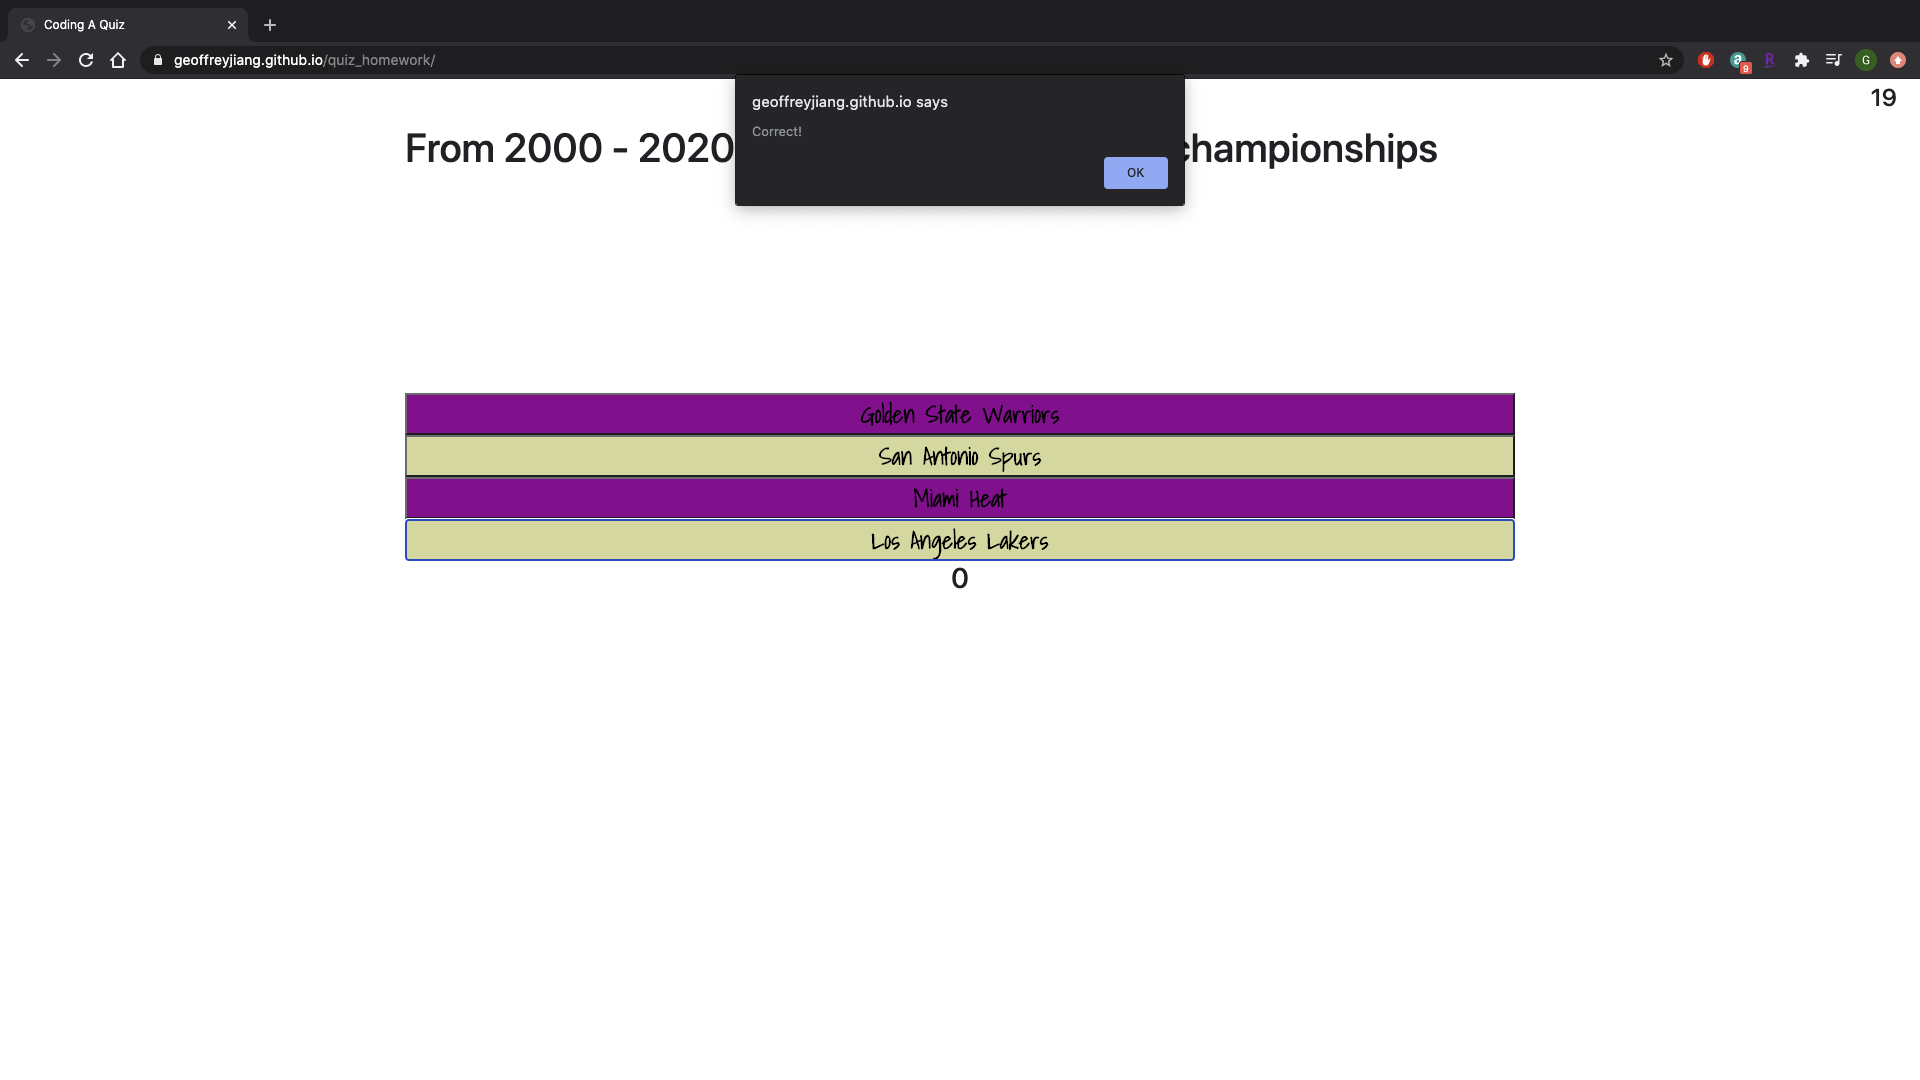 Coding A Quiz
geoffreyjiang.github.io/quiz_homework/
9
R
G
geoffreyjiang.github.io says
Correct!
OK
19
From 2000 - 2020 championships
Golden State Warriors
San Antonio Spurs
Miami Heat
Los Angeles Lakers
0